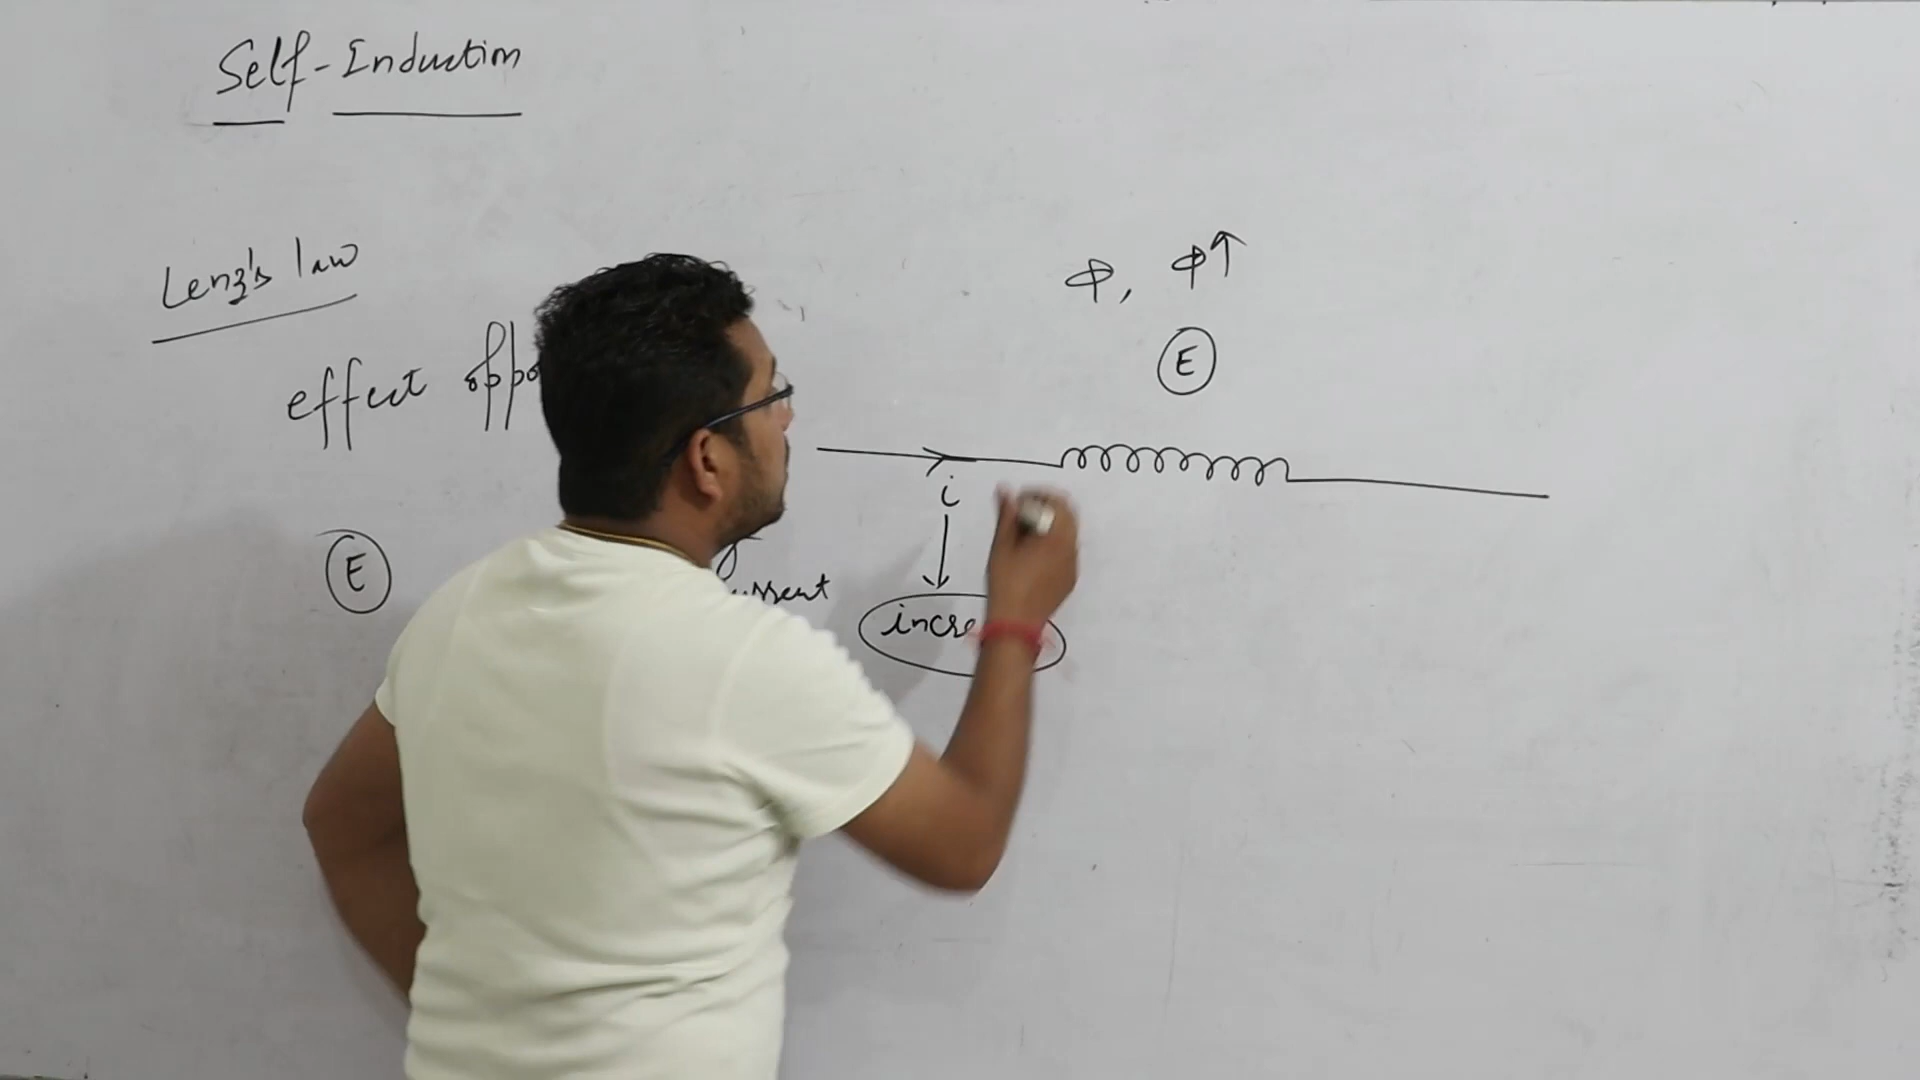 Self-Induction
Lenz's law
effect
Φ, Φ↑
E
i
E